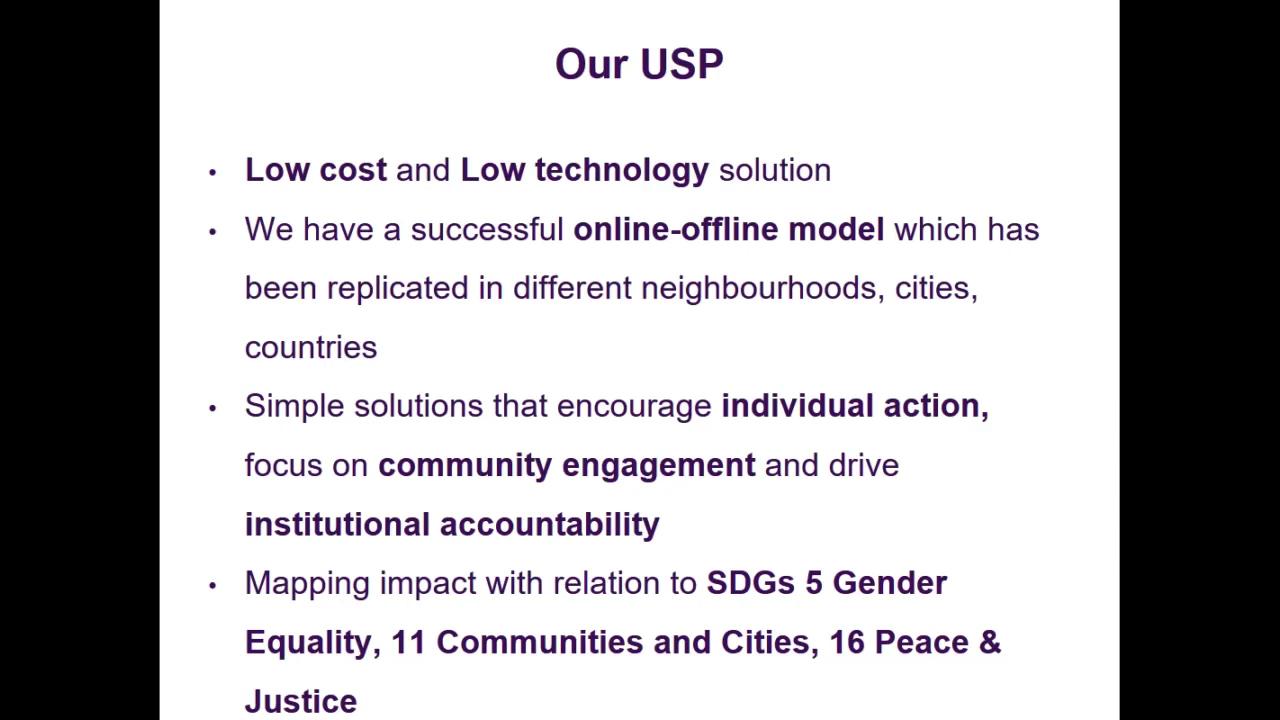 Our USP
• Low cost and Low technology solution
• We have a successful online-offline model which has
been replicated in different neighbourhoods, cities,
countries
• Simple solutions that encourage individual action,
focus on community engagement and drive
institutional accountability
• Mapping impact with relation to SDGs 5 Gender
Equality, 11 Communities and Cities, 16 Peace &
Justice